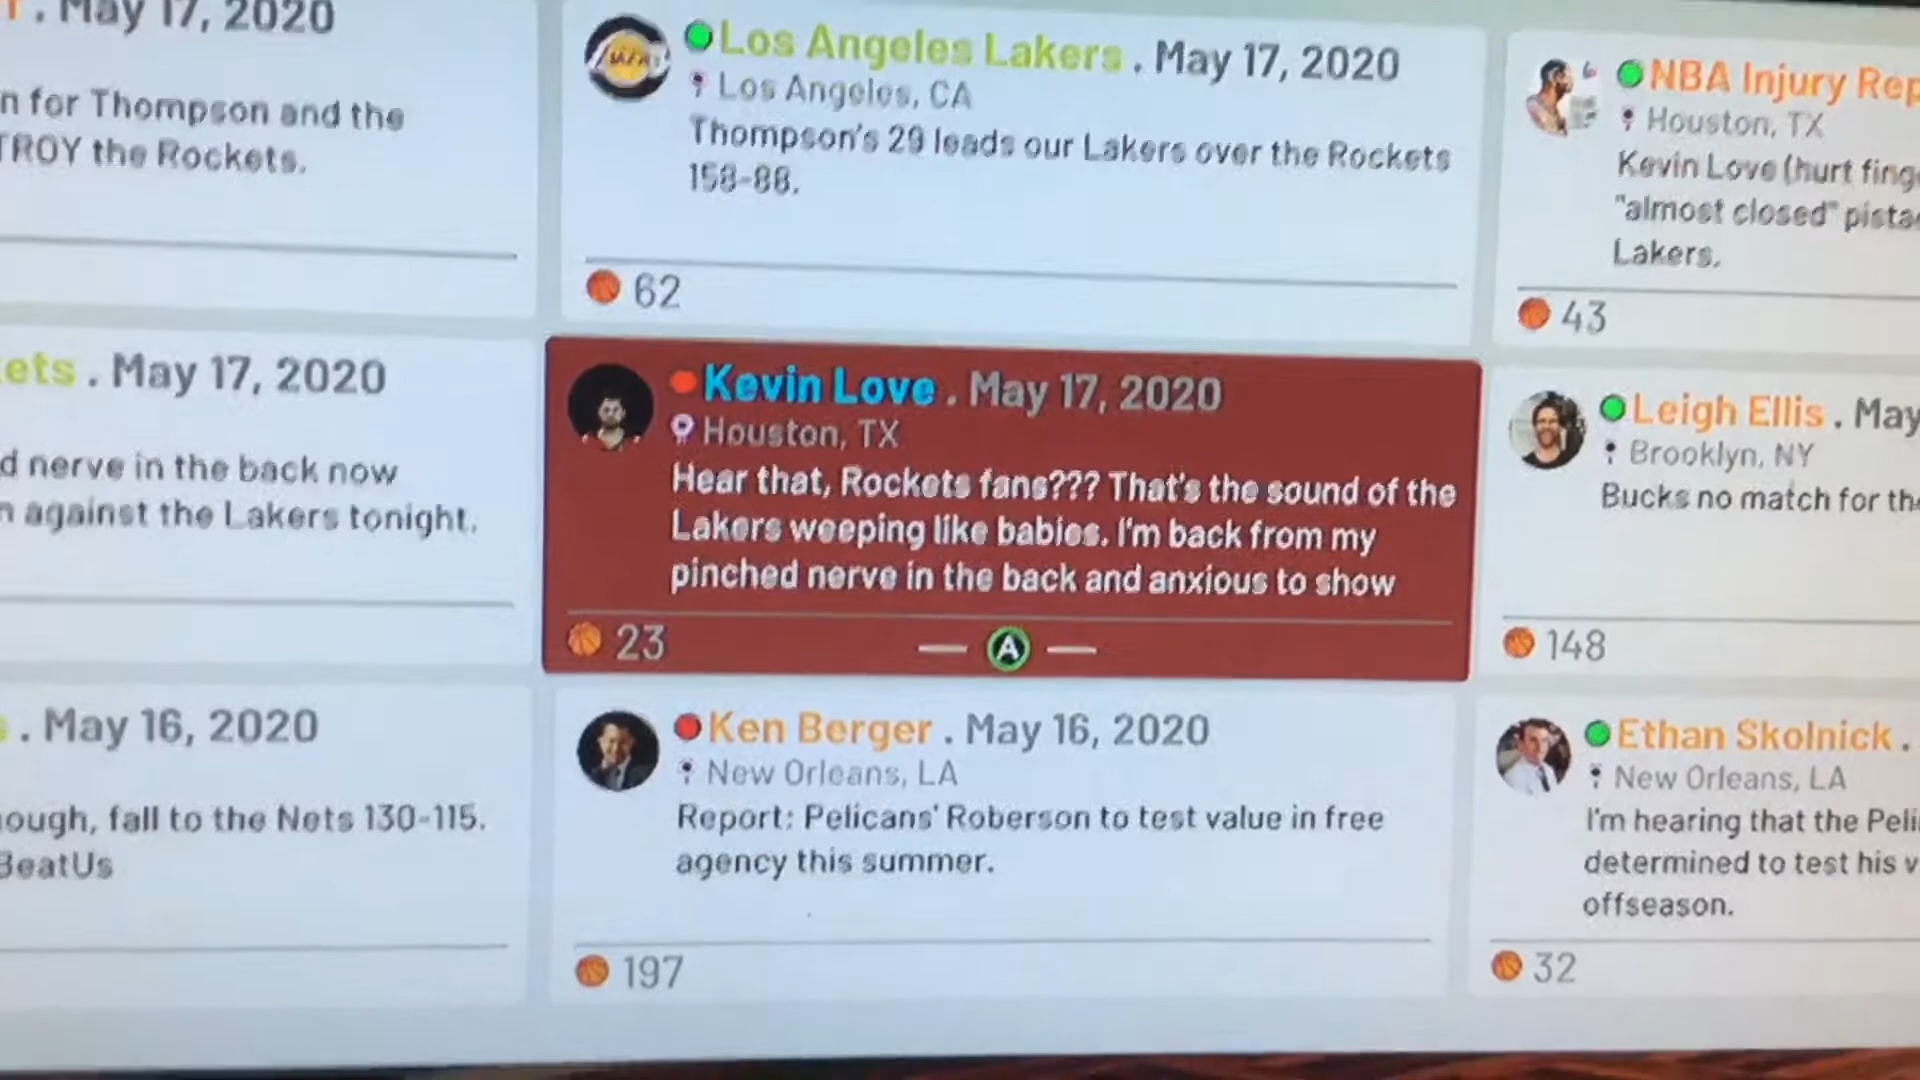 . May 17, 2020
n for Thompson and the
TROY the Rockets.
ets . May 17, 2020
d nerve in the back now
n against the Lakers tonight.
. May 16, 2020
ough, fall to the Nets 130-115.
BeatUs
Los Angeles Lakers . May 17, 2020
Los Angeles, CA
Thompson's 29 leads our Lakers over the Rockets
158-88.
62
Kevin Love . May 17, 2020
Houston, TX
Hear that, Rockets fans??? That's the sound of the
Lakers weeping like babies. I'm back from my
pinched nerve in the back and anxious to show
23
A
Ken Berger . May 16, 2020
New Orleans, LA
Report: Pelicans' Roberson to test value in free
agency this summer.
197
NBA Injury Rep
Houston, TX
Kevin Love (hurt finge
"almost closed" pista
Lakers.
43
Leigh Ellis . May
Brooklyn, NY
Bucks no match for the
148
Ethan Skolnick .
New Orleans, LA
I'm hearing that the Peli
determined to test his v
offseason.
32